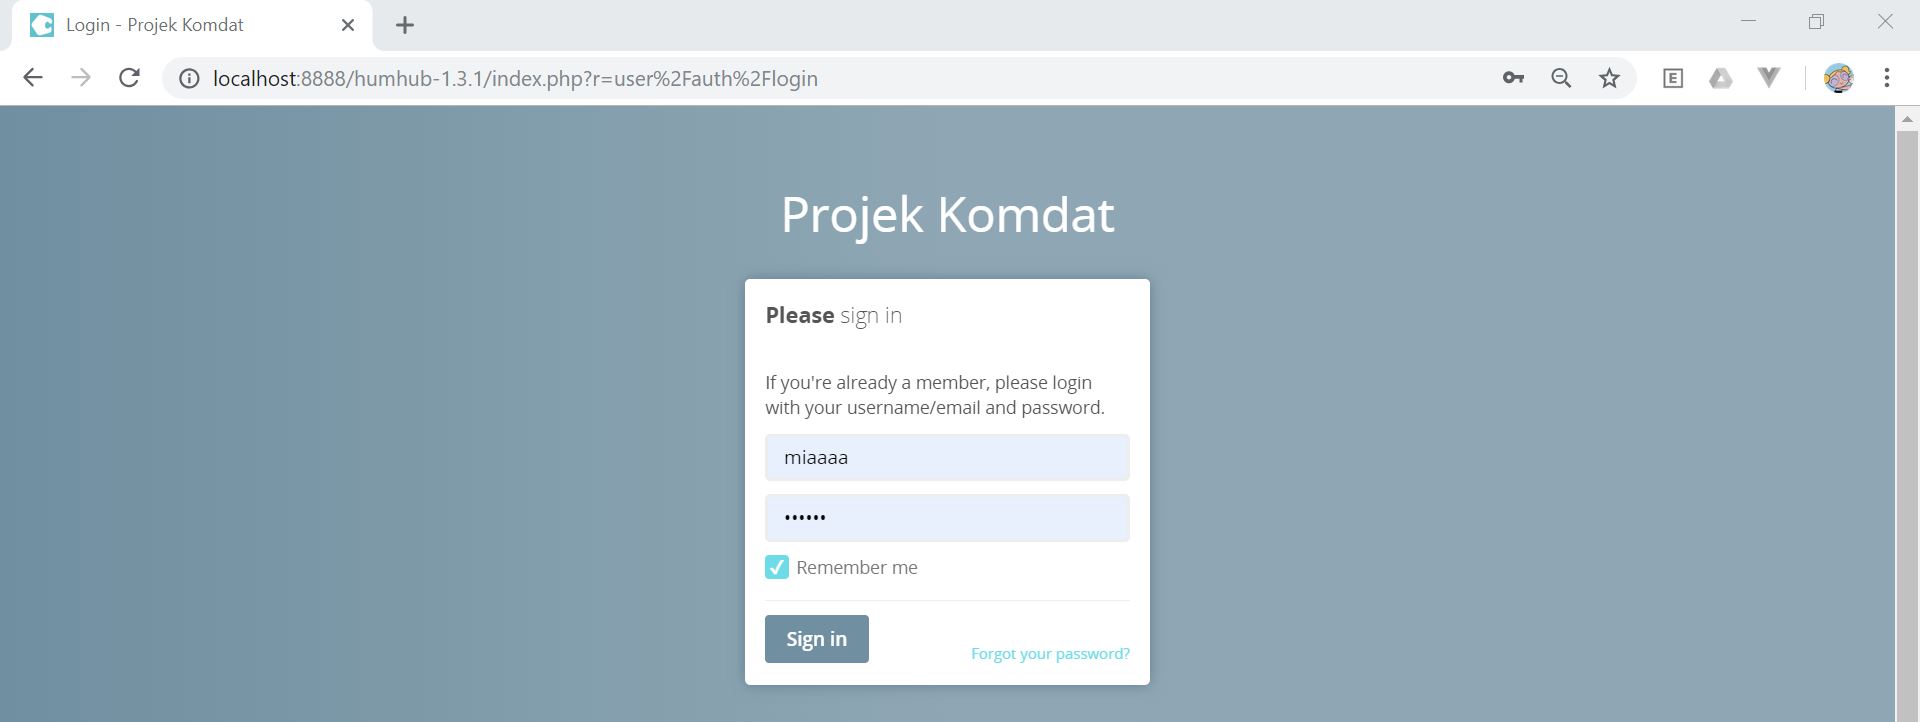 Login - Projek Komdat
localhost:8888/humhub-1.3.1/index.php?r=user%2Fauth%2Flogin
Projek Komdat
Please sign in
If you're already a member, please login
with your username/email and password.
miaaaa
••••••
Remember me
Sign in
Forgot your password?